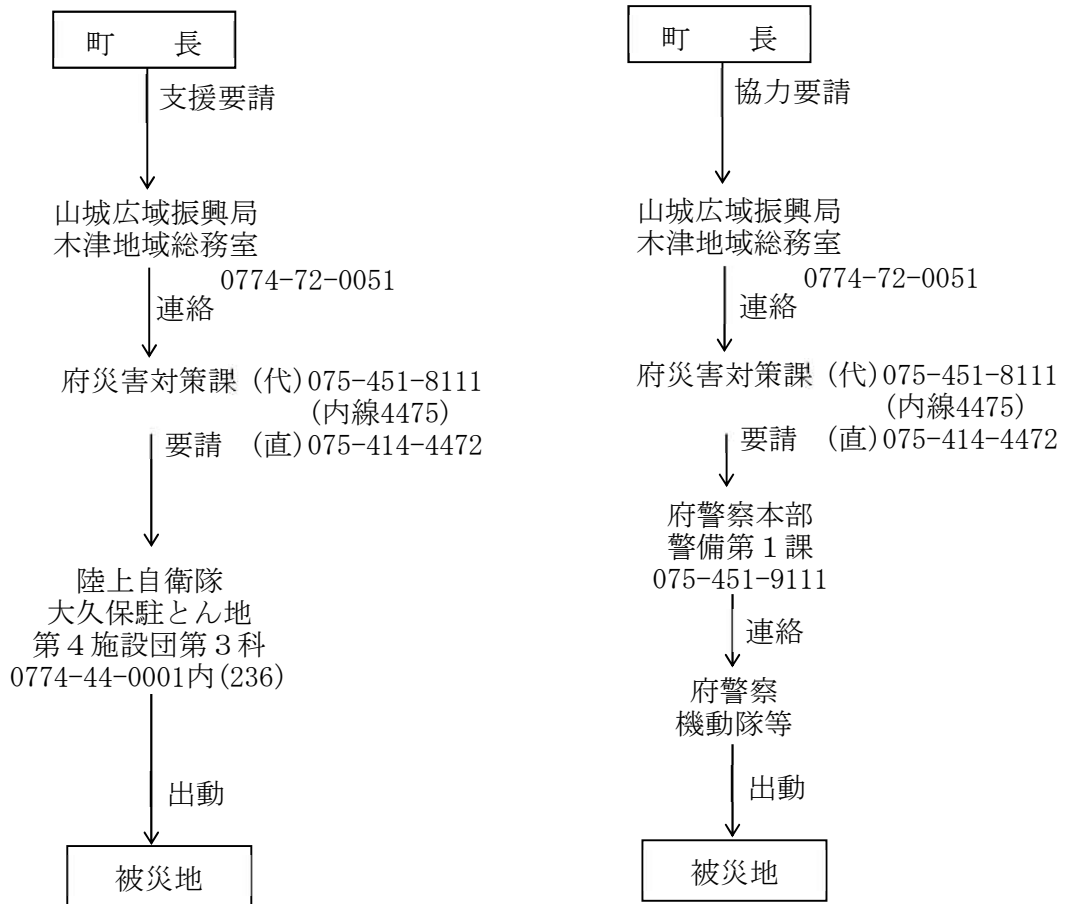 町　　長
支援要請
山城広域振興局
木津地域総務室
0774-72-0051
連絡
府災害対策課 (代)075-451-8111
(内線4475)
要請　(直)075-414-4472
陸上自衛隊
大久保駐とん地
第４施設団第３科
0774-44-0001内(236)
出動
被災地
町　　長
協力要請
山城広域振興局
木津地域総務室
0774-72-0051
連絡
府災害対策課 (代)075-451-8111
(内線4475)
要請　(直)075-414-4472
府警察本部
警備第１課
075-451-9111
連絡
府警察
機動隊等
出動
被災地